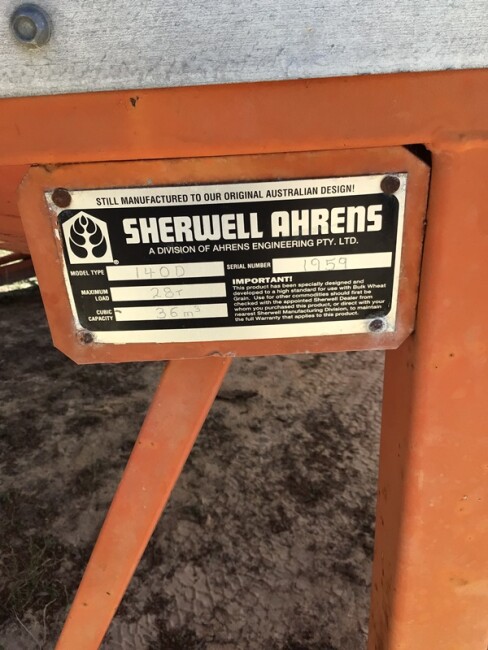 STILL MANUFACTURED TO OUR ORIGINAL AUSTRALIAN DESIGN!
SHERWELL AHRENS
®
A DIVISION OF AHRENS ENGINEERING PTY. LTD.
MODEL TYPE 140D SERIAL NUMBER 1959
MAXIMUM LOAD 28T
CUBIC CAPACITY 36m³
IMPORTANT!
This product has been specially designed and
developed to a high standard for use with Bulk Wheat
Grain. Use for other commodities should first be
checked with the appointed Sherwell Dealer from
whom you purchased this product, or direct with your
nearest Sherwell Manufacturing Division, to maintain
the full Warranty that applies to this product.